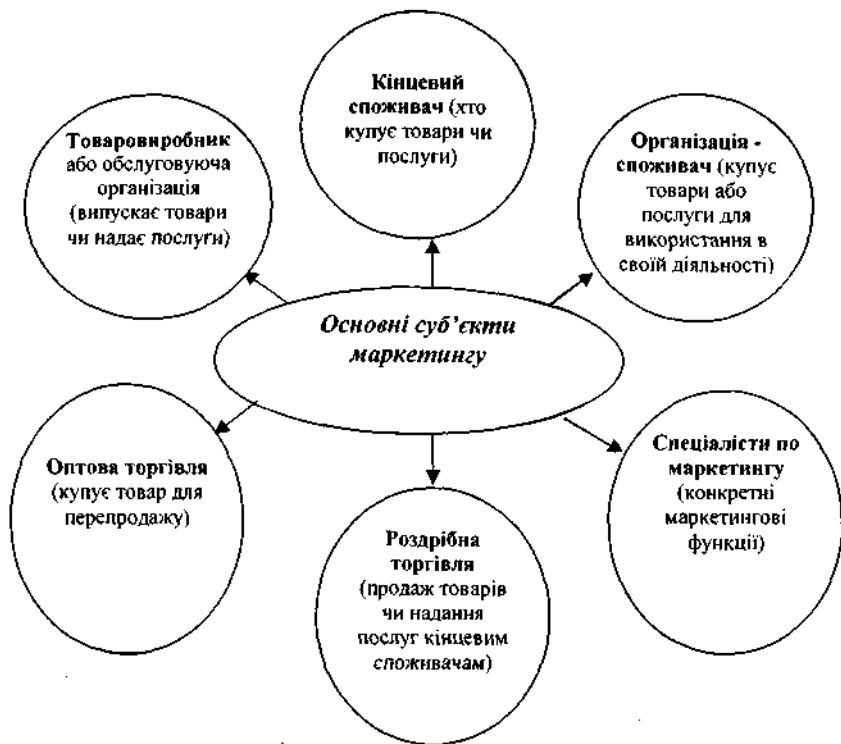 Кінцевий
споживач (хто
купує товари чи
послуги)
Товаровиробник
або обслуговуюча
організація
(випускає товари
чи надає послуги)
Організація -
споживач (купує
товари або
послуги для
використання в
своїй діяльності)
Основні суб’єкти
маркетингу
Оптова торгівля
(купує товар для
перепродажу)
Роздрібна
торгівля
(продаж товарів
чи надання
послуг кінцевим
споживачам)
Спеціалісти по
маркетингу
(конкретні
маркетингові
функції)